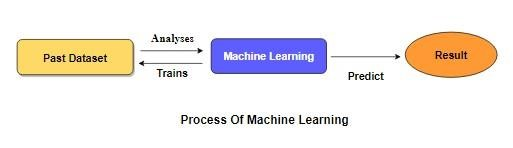 Analyses
Past Dataset
Machine Learning
Result
Trains
Predict
Process Of Machine Learning